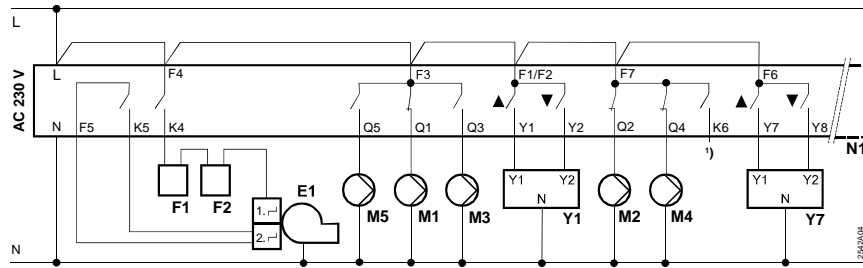 L
AC 230 V
L F4 F3 F1/F2 F7 F6
N F5 K5 K4 Q5 Q1 Q3 Y1 Y2 Q2 Q4 K6 Y7 Y8
N1
¹)
F1 F2 E1 M5 M1 M3 Y1 Y2 N Y1 M2 M4 Y1 Y2 N Y7
1.
2.
N
2542A04